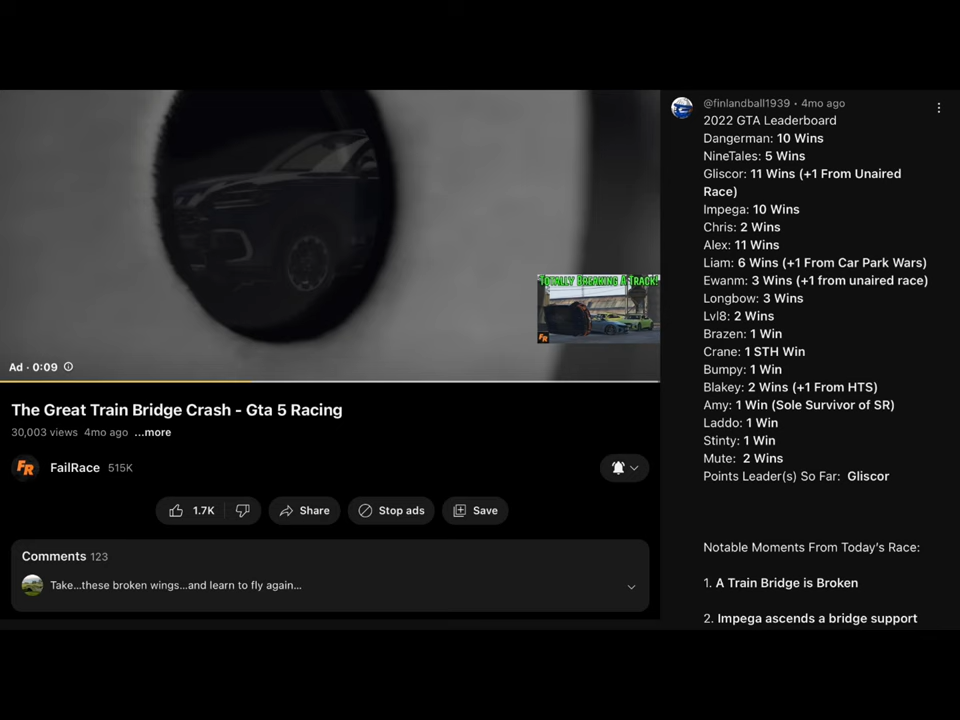 TOTALLY BREAKING A TRACK!
FR
Ad · 0:09
The Great Train Bridge Crash - Gta 5 Racing
30,003 views 4mo ago ...more
FR FailRace 515K
1.7K Share Stop ads Save
Comments 123
Take...these broken wings...and learn to fly again...
@finlandball1939 · 4mo ago
2022 GTA Leaderboard
Dangerman: 10 Wins
NineTales: 5 Wins
Gliscor: 11 Wins (+1 From Unaired
Race)
Impega: 10 Wins
Chris: 2 Wins
Alex: 11 Wins
Liam: 6 Wins (+1 From Car Park Wars)
Ewanm: 3 Wins (+1 from unaired race)
Longbow: 3 Wins
Lvl8: 2 Wins
Brazen: 1 Win
Crane: 1 STH Win
Bumpy: 1 Win
Blakey: 2 Wins (+1 From HTS)
Amy: 1 Win (Sole Survivor of SR)
Laddo: 1 Win
Stinty: 1 Win
Mute: 2 Wins
Points Leader(s) So Far: Gliscor
Notable Moments From Today's Race:
1. A Train Bridge is Broken
2. Impega ascends a bridge support